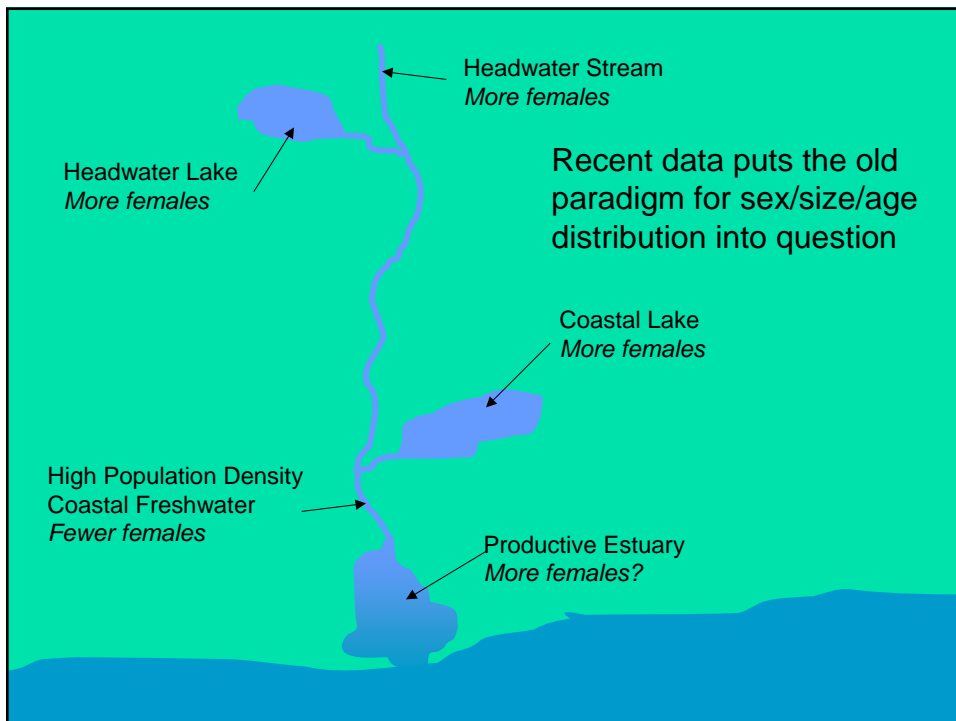 Headwater Stream
More females
Headwater Lake
More females
Recent data puts the old
paradigm for sex/size/age
distribution into question
Coastal Lake
More females
High Population Density
Coastal Freshwater
Fewer females
Productive Estuary
More females?